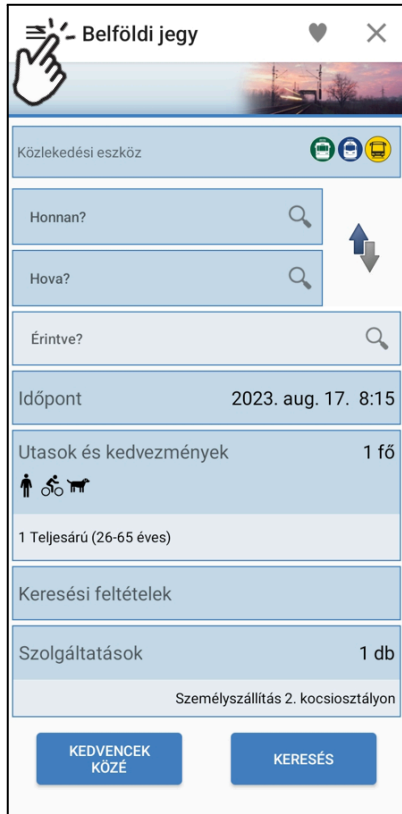 Belföldi jegy
Közlekedési eszköz
Honnan?
Hova?
Érintve?
Időpont 2023. aug. 17. 8:15
Utasok és kedvezmények 1 fő
1 Teljesárú (26-65 éves)
Keresési feltételek
Szolgáltatások 1 db
Személyszállítás 2. kocsiosztályon
KEDVENCEK
KÖZÉ
KERESÉS